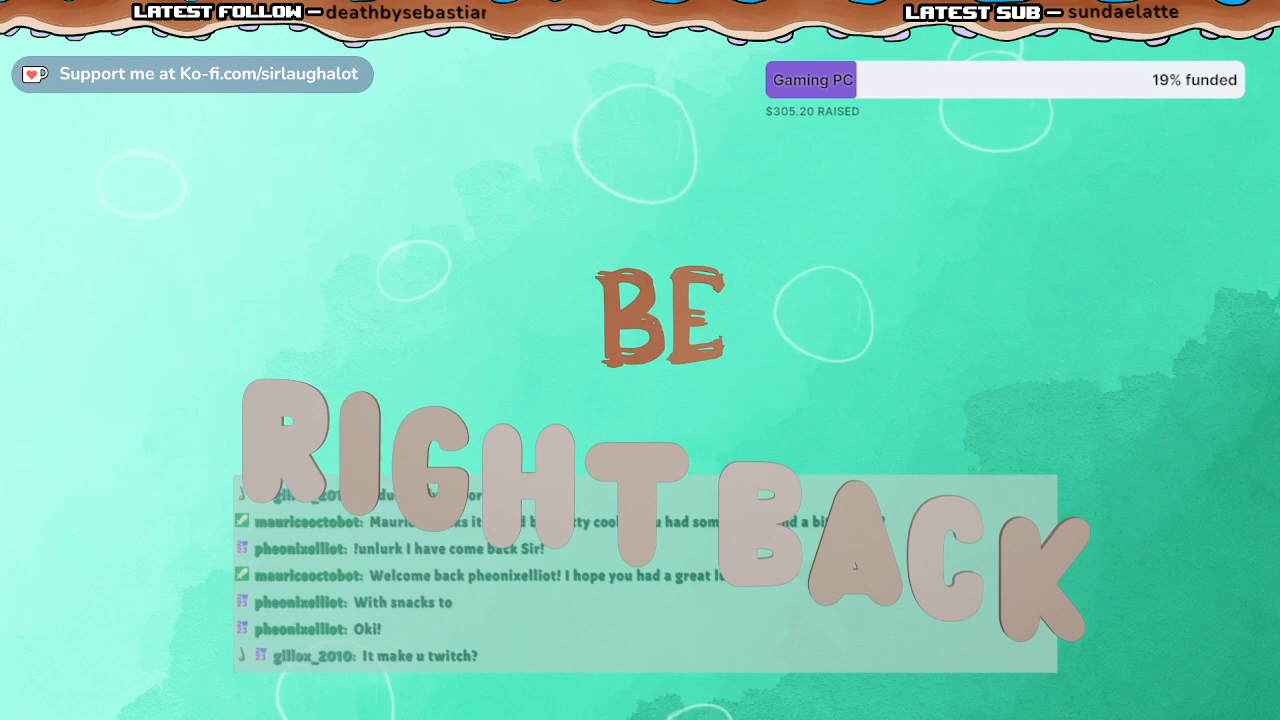 LATEST FOLLOW – deathbysebastian
LATEST SUB – sundaelatte
Support me at Ko-fi.com/sirlaughalot
Gaming PC
19% funded
$305.20 RAISED
BE
RIGHT BACK
mauriceoctobot:
pheonixelliot: !unlurk I have come back Sir!
mauriceoctobot: Welcome back pheonixelliot! I hope you had a great
pheonixelliot: With snacks to
pheonixelliot: Oki!
gillox_2010: It make u twitch?